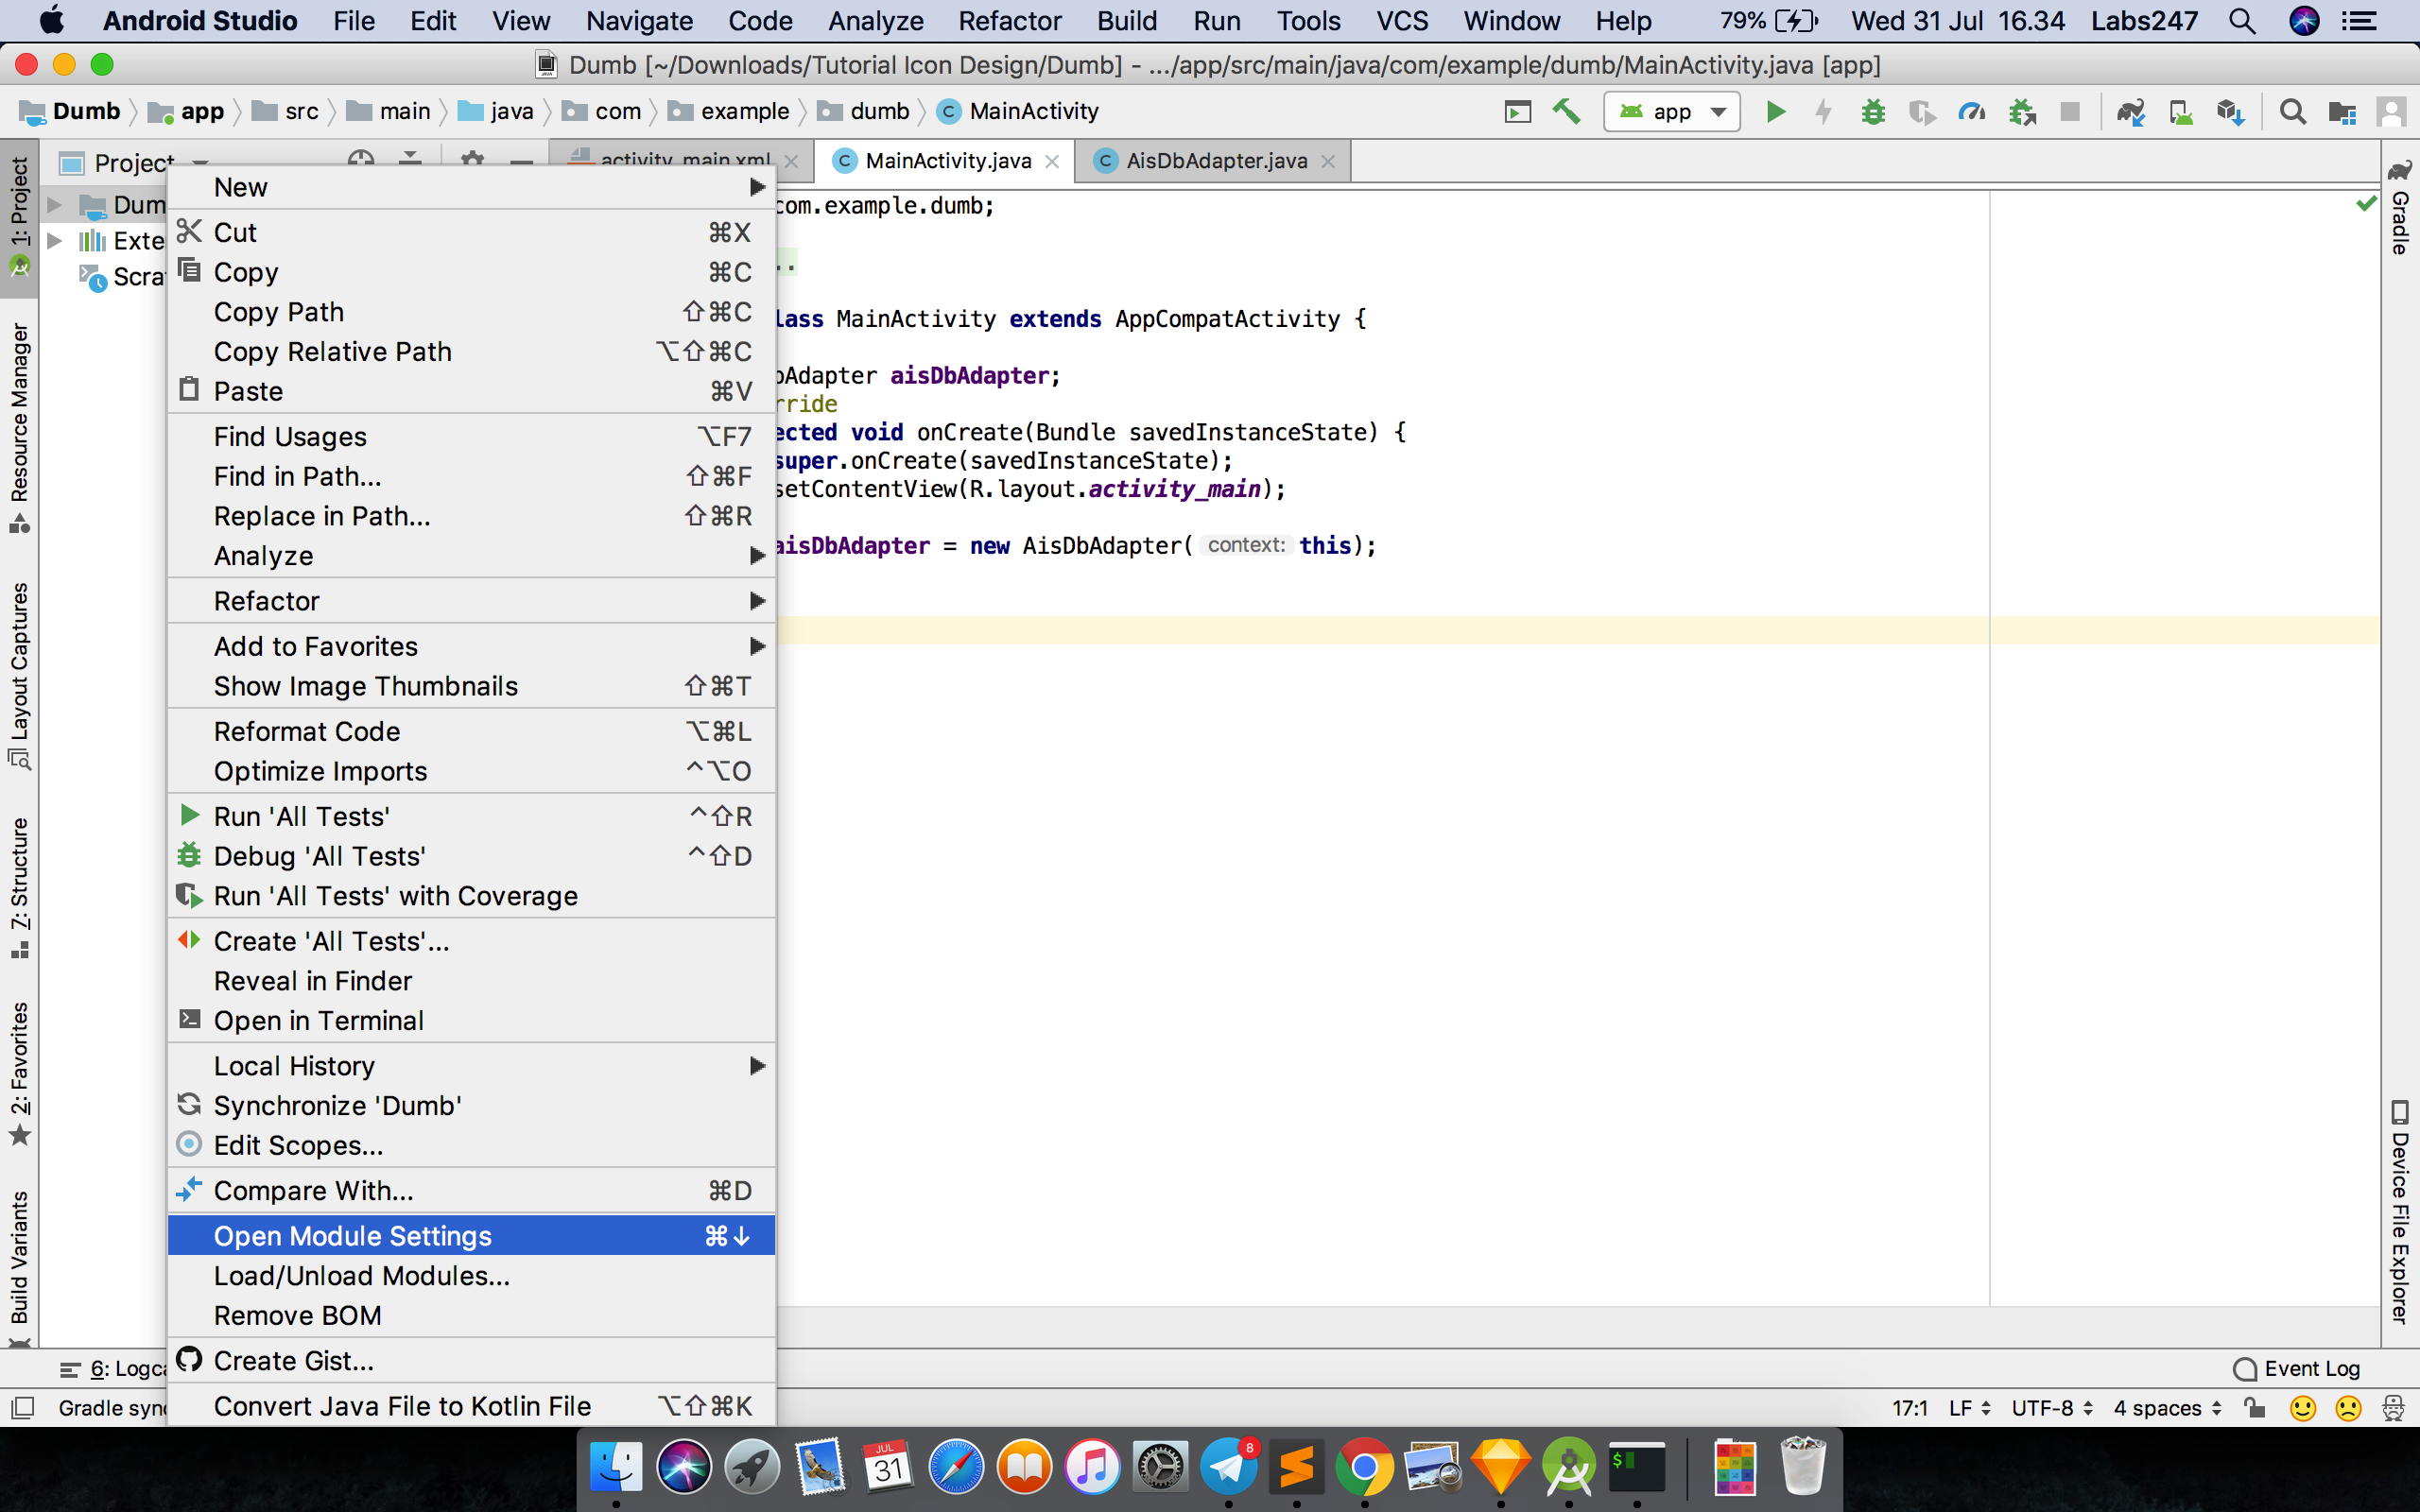 Android Studio File Edit View Navigate Code Analyze Refactor Build Run Tools VCS Window Help 79% Wed 31 Jul 16.34 Labs247
Dumb [~/Downloads/Tutorial Icon Design/Dumb] - .../app/src/main/java/com/example/dumb/MainActivity.java [app]
Dumb app src main java com example dumb MainActivity app
Project activity_main.xml MainActivity.java AisDbAdapter.java
1: Project
Resource Manager
Layout Captures
7: Structure
2: Favorites
Build Variants
Dum
Exte
Scra
New
Cut ⌘X
Copy ⌘C
Copy Path ⇧⌘C
Copy Relative Path ⌥⇧⌘C
Paste ⌘V
Find Usages ⌥F7
Find in Path... ⇧⌘F
Replace in Path... ⇧⌘R
Analyze
Refactor
Add to Favorites
Show Image Thumbnails ⇧⌘T
Reformat Code ⌥⌘L
Optimize Imports ^⌥O
Run 'All Tests' ^⇧R
Debug 'All Tests' ^⇧D
Run 'All Tests' with Coverage
Create 'All Tests'...
Reveal in Finder
Open in Terminal
Local History
Synchronize 'Dumb'
Edit Scopes...
Compare With... ⌘D
Open Module Settings ⌘↓
Load/Unload Modules...
Remove BOM
Create Gist...
Convert Java File to Kotlin File ⌥⇧⌘K
com.example.dumb;
..
lass MainActivity extends AppCompatActivity {
bAdapter aisDbAdapter;
rride
ected void onCreate(Bundle savedInstanceState) {
super.onCreate(savedInstanceState);
setContentView(R.layout.activity_main);
aisDbAdapter = new AisDbAdapter( context: this);
Gradle
Device File Explorer
6: Logca
Event Log
Gradle sync
17:1 LF UTF-8 4 spaces
JUL
31
8
$